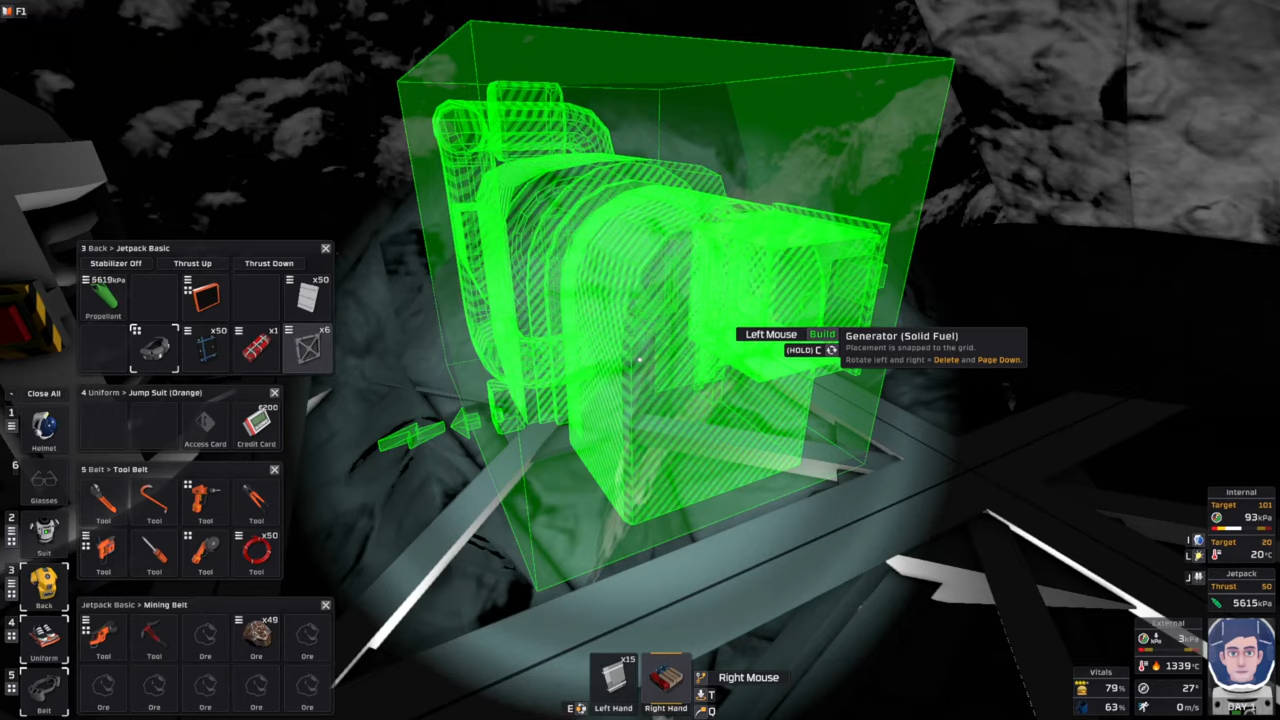 F1
3 Back > Jetpack Basic
Stabilizer Off Thrust Up Thrust Down
5619kPa x50
Propellant
x50 x1 x6
Close All
4 Uniform > Jump Suit (Orange)
€200
Access Card Credit Card
1
Helmet
6
Glasses
2
Suit
3
Back
4
Uniform
5
Belt
5 Belt > Tool Belt
Tool Tool Tool Tool
x50
Tool Tool Tool Tool
Jetpack Basic > Mining Belt
x49
Tool Tool Ore Ore Ore
Ore Ore Ore Ore Ore
Left Mouse Build
(HOLD) C
Generator (Solid Fuel)
Placement is snapped to the grid.
Rotate left and right = Delete and Page Down.
x15
E Left Hand Right Hand
Right Mouse
T
Q
Internal
Target 101
93kPa
Target 20
20°C
I
L
J
Jetpack
Thrust 50
5615kPa
External
kPa 3kPa
1339°C
Vitals
79% 27°
63% 0m/s
DAY 1